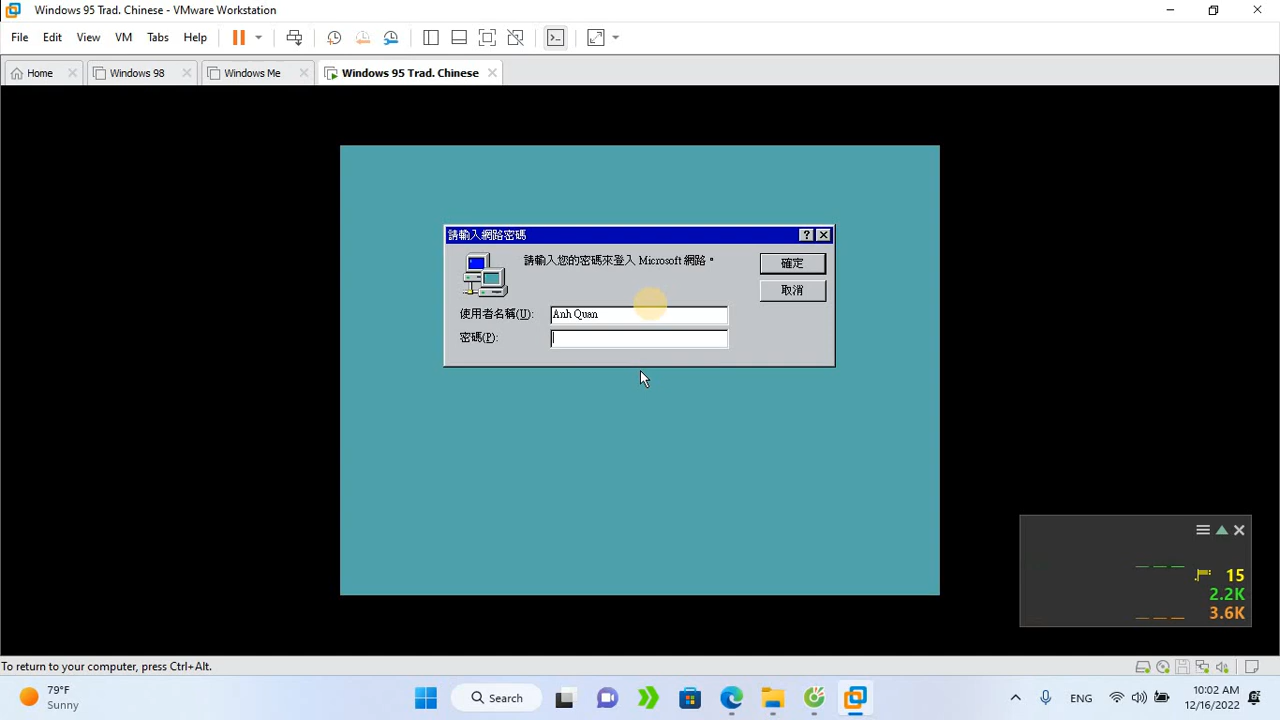 Windows 95 Trad. Chinese - VMware Workstation
File Edit View VM Tabs Help
Home Windows 98 Windows Me Windows 95 Trad. Chinese
請輸入網路密碼
請輸入您的密碼來登入 Microsoft 網路。
確定
取消
使用者名稱(U): Anh Quan
密碼(P):
15
2.2K
3.6K
To return to your computer, press Ctrl+Alt.
79°F
Sunny
Search
ENG
10:02 AM
12/16/2022